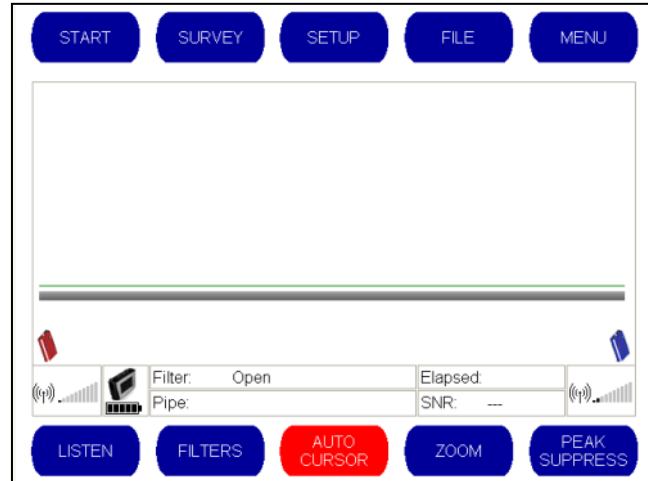 START
SURVEY
SETUP
FILE
MENU
Filter: Open
Elapsed:
Pipe:
SNR: ---
LISTEN
FILTERS
AUTO
CURSOR
ZOOM
PEAK
SUPPRESS